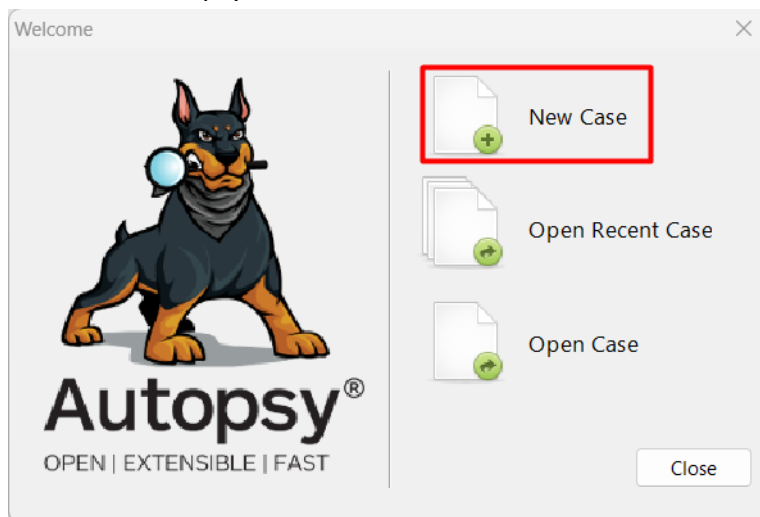 Welcome
New Case
Open Recent Case
Open Case
Autopsy®
OPEN | EXTENSIBLE | FAST
Close